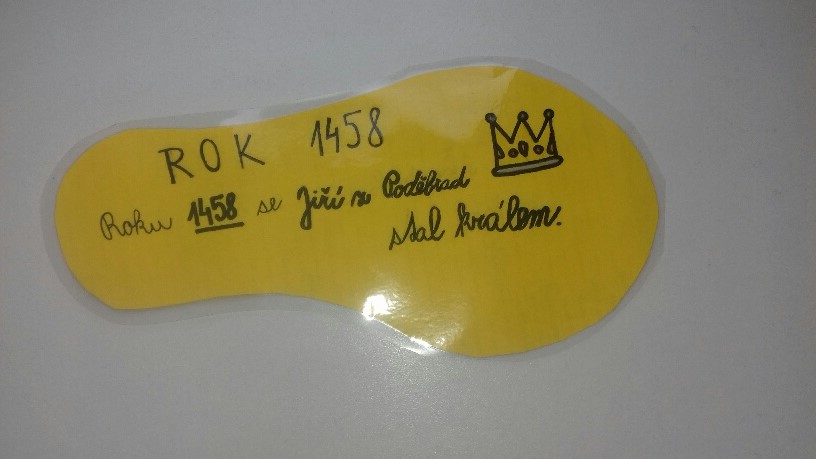 ROK 1458
Roku 1458 se Jiří z Poděbrad
stal králem.